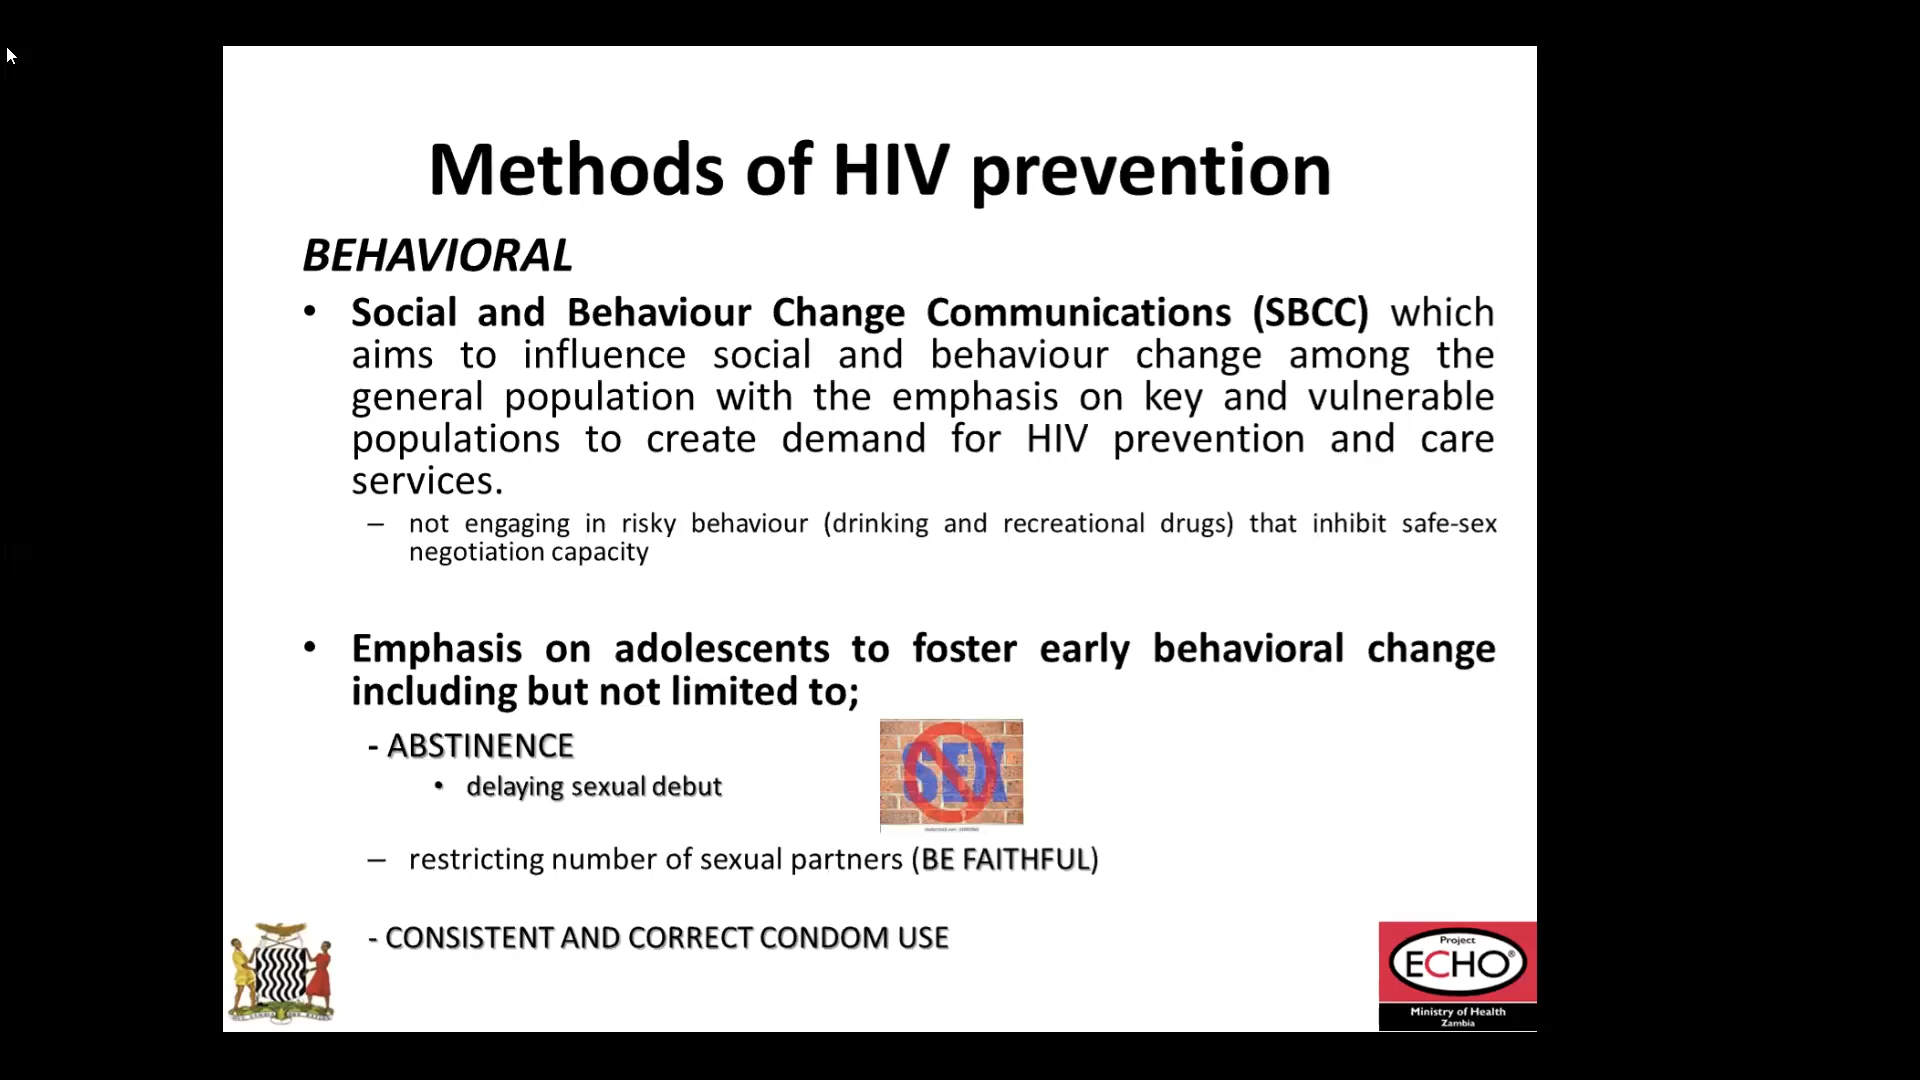 Methods of HIV prevention
BEHAVIORAL
• Social and Behaviour Change Communications (SBCC) which
aims to influence social and behaviour change among the
general population with the emphasis on key and vulnerable
populations to create demand for HIV prevention and care
services.
– not engaging in risky behaviour (drinking and recreational drugs) that inhibit safe-sex
negotiation capacity
• Emphasis on adolescents to foster early behavioral change
including but not limited to;
- ABSTINENCE
• delaying sexual debut
SEX
– restricting number of sexual partners (BE FAITHFUL)
- CONSISTENT AND CORRECT CONDOM USE
Project
ECHO®
Ministry of Health
Zambia